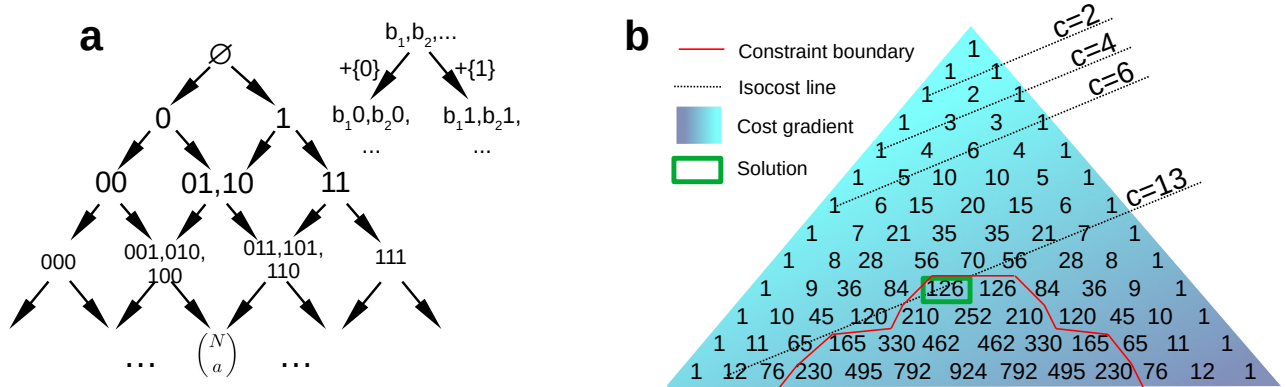 a
∅
0 1
00 01,10 11
000 001,010, 011,101, 111
100 110
... (N a) ...
b₁,b₂,...
+{0} +{1}
b₁0,b₂0, b₁1,b₂1,
... ...
b
Constraint boundary
Isocost line
Cost gradient
Solution
c=2
c=4
c=6
c=13
1
1 1
1 2 1
1 3 3 1
1 4 6 4 1
1 5 10 10 5 1
1 6 15 20 15 6 1
1 7 21 35 35 21 7 1
1 8 28 56 70 56 28 8 1
1 9 36 84 126 126 84 36 9 1
1 10 45 120 210 252 210 120 45 10 1
1 11 65 165 330 462 462 330 165 65 11 1
1 12 76 230 495 792 924 792 495 230 76 12 1